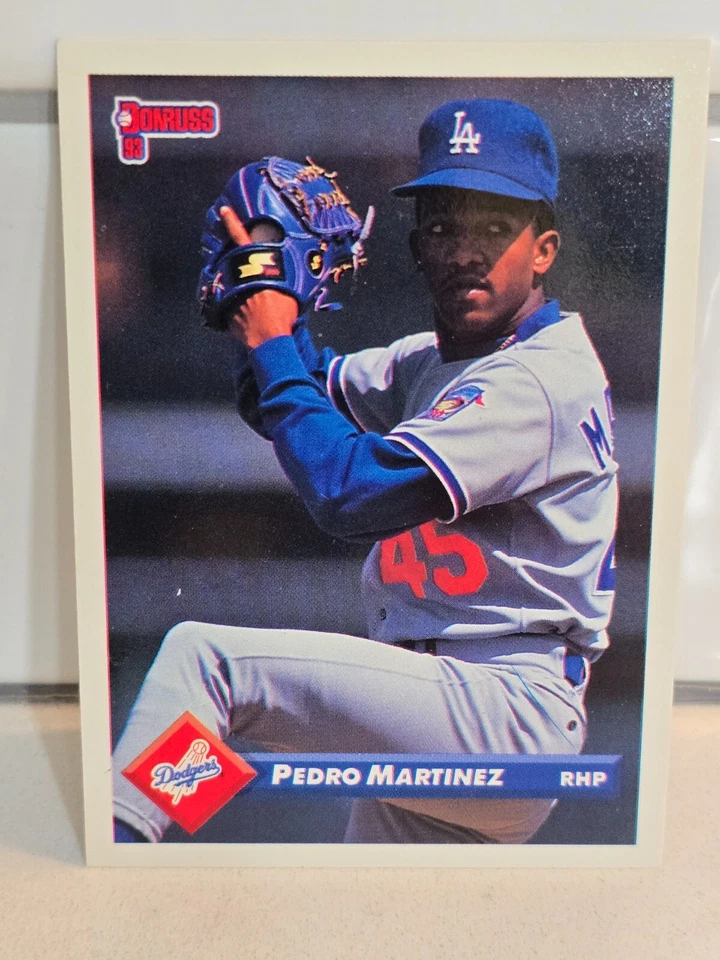 DONRUSS
93
LA
M
45
Dodgers
PEDRO MARTINEZ
RHP